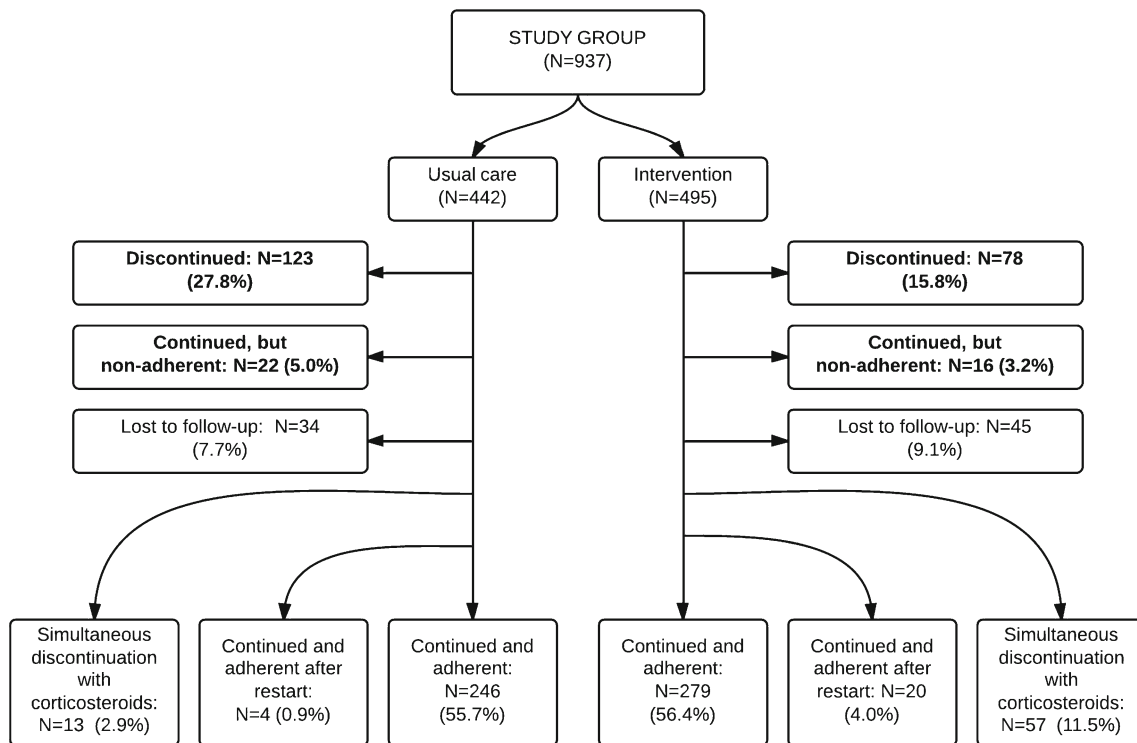 STUDY GROUP
(N=937)
Usual care
(N=442)
Intervention
(N=495)
Discontinued: N=123
(27.8%)
Discontinued: N=78
(15.8%)
Continued, but
non-adherent: N=22 (5.0%)
Continued, but
non-adherent: N=16 (3.2%)
Lost to follow-up:  N=34
(7.7%)
Lost to follow-up: N=45
(9.1%)
Simultaneous
discontinuation
with
corticosteroids:
N=13  (2.9%)
Continued and
adherent after
restart:
N=4 (0.9%)
Continued and
adherent:
N=246
(55.7%)
Continued and
adherent:
N=279
(56.4%)
Continued and
adherent after
restart: N=20
(4.0%)
Simultaneous
discontinuation
with
corticosteroids:
N=57  (11.5%)